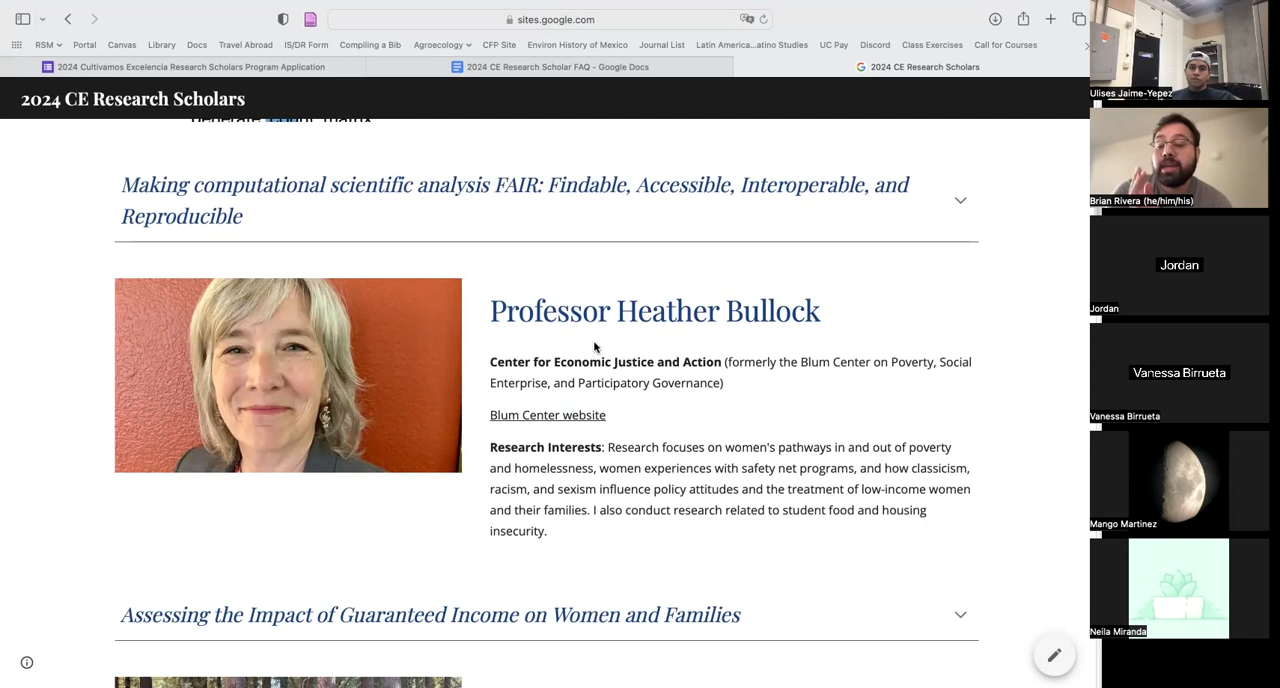 sites.google.com
RSM Portal Canvas Library Docs Travel Abroad IS/DR Form Compiling a Bib Agroecology CFP Site Environ History of Mexico Journal List Latin America...atino Studies UC Pay Discord Class Exercises Call for Courses
2024 Cultivamos Excelencia Research Scholars Program Application
2024 CE Research Scholar FAQ - Google Docs
2024 CE Research Scholars
2024 CE Research Scholars
Making computational scientific analysis FAIR: Findable, Accessible, Interoperable, and
Reproducible
Professor Heather Bullock
Center for Economic Justice and Action (formerly the Blum Center on Poverty, Social
Enterprise, and Participatory Governance)
Blum Center website
Research Interests: Research focuses on women's pathways in and out of poverty
and homelessness, women experiences with safety net programs, and how classicism,
racism, and sexism influence policy attitudes and the treatment of low-income women
and their families. I also conduct research related to student food and housing
insecurity.
Assessing the Impact of Guaranteed Income on Women and Families
Ulises Jaime-Yepez
Brian Rivera (he/him/his)
Jordan
Jordan
Vanessa Birrueta
Vanessa Birrueta
Mango Martinez
Neila Miranda